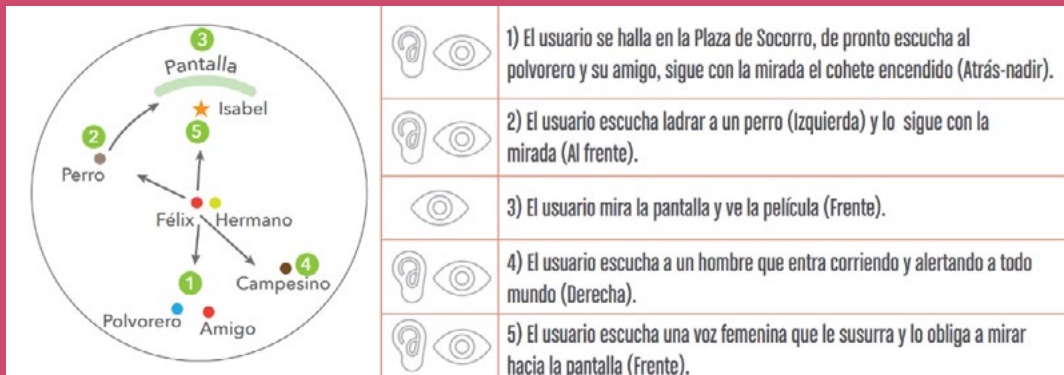 3
Pantalla
Isabel
5
2
Perro
Félix
Hermano
4
Campesino
1
Polvorero
Amigo
1) El usuario se halla en la Plaza de Socorro, de pronto escucha al
polvorero y su amigo, sigue con la mirada el cohete encendido (Atrás-nadir).
2) El usuario escucha ladrar a un perro (Izquierda) y lo sigue con la
mirada (Al frente).
3) El usuario mira la pantalla y ve la película (Frente).
4) El usuario escucha a un hombre que entra corriendo y alertando a todo
mundo (Derecha).
5) El usuario escucha una voz femenina que le susurra y lo obliga a mirar
hacia la pantalla (Frente).